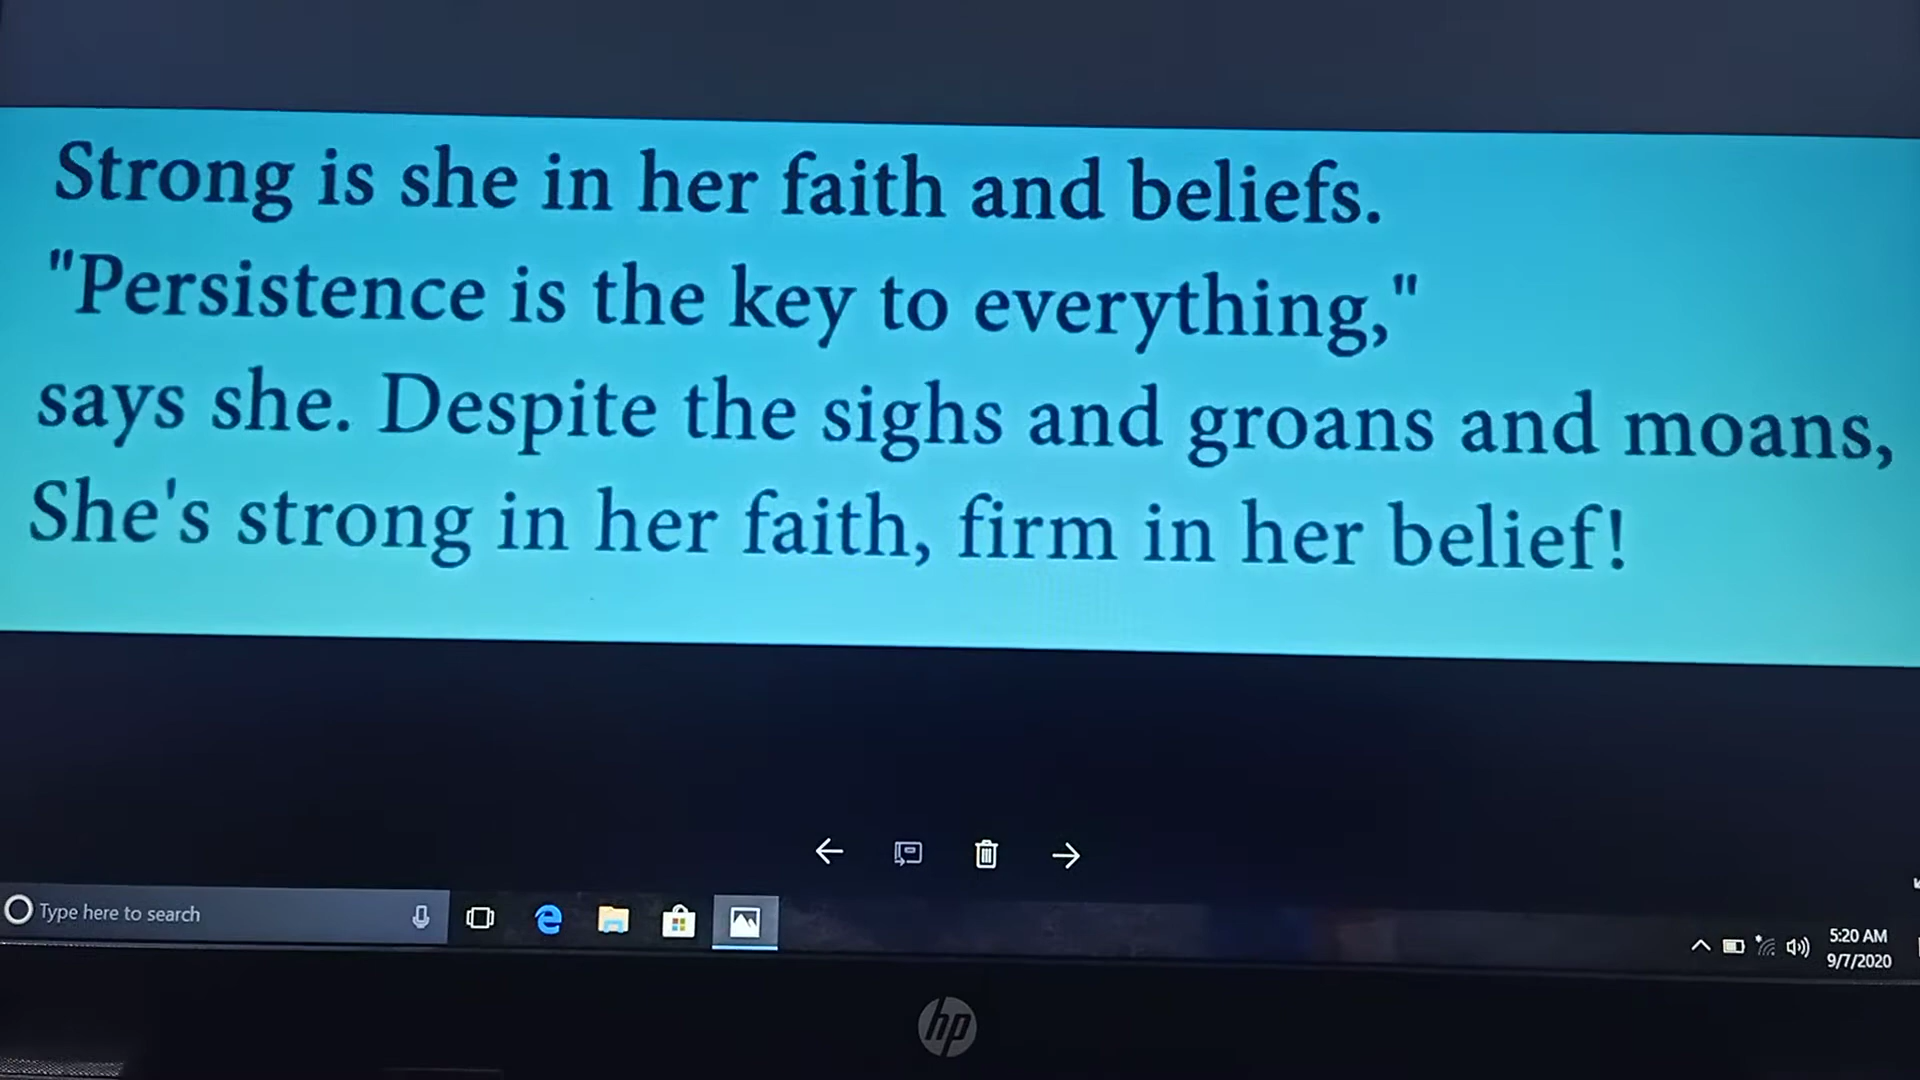 Strong is she in her faith and beliefs.
"Persistence is the key to everything,"
says she. Despite the sighs and groans and moans,
She's strong in her faith, firm in her belief!
Type here to search
5:20 AM
9/7/2020
hp